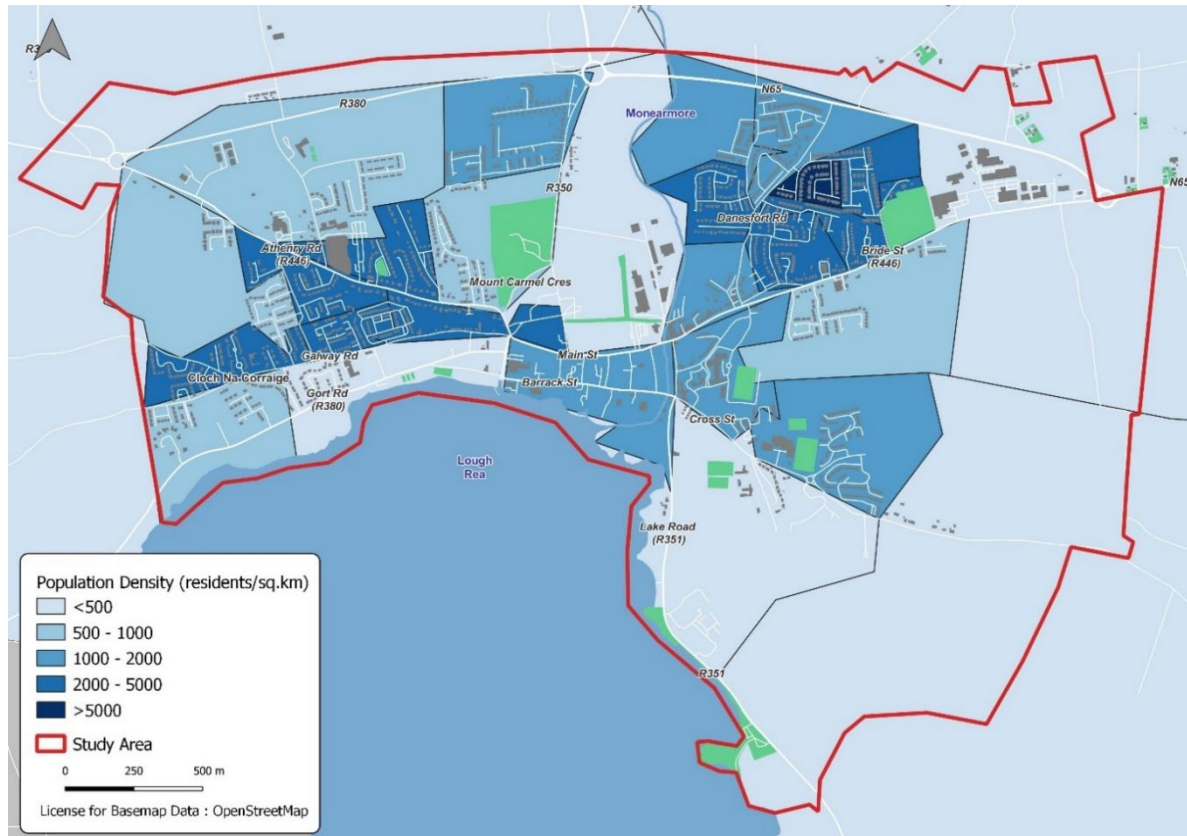 R380
N65
Monearmore
R350
N65
Danesfort Rd
Athenry Rd
(R446)
Bride St
(R446)
Mount Carmel Cres
Main St
Galway Rd
Cloch Na Corraige
Barrack St
Gort Rd
(R380)
Cross St
Lough
Rea
Lake Road
(R351)
R351
Population Density (residents/sq.km)
<500
500 - 1000
1000 - 2000
2000 - 5000
>5000
Study Area
0 250 500 m
License for Basemap Data : OpenStreetMap